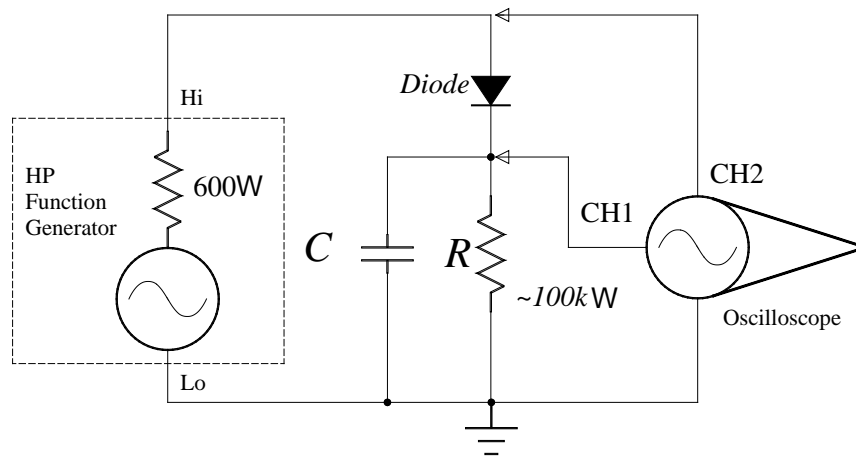 Hi
HP
Function
Generator
600W
Lo
Diode
C
R
~100kW
CH1
CH2
Oscilloscope